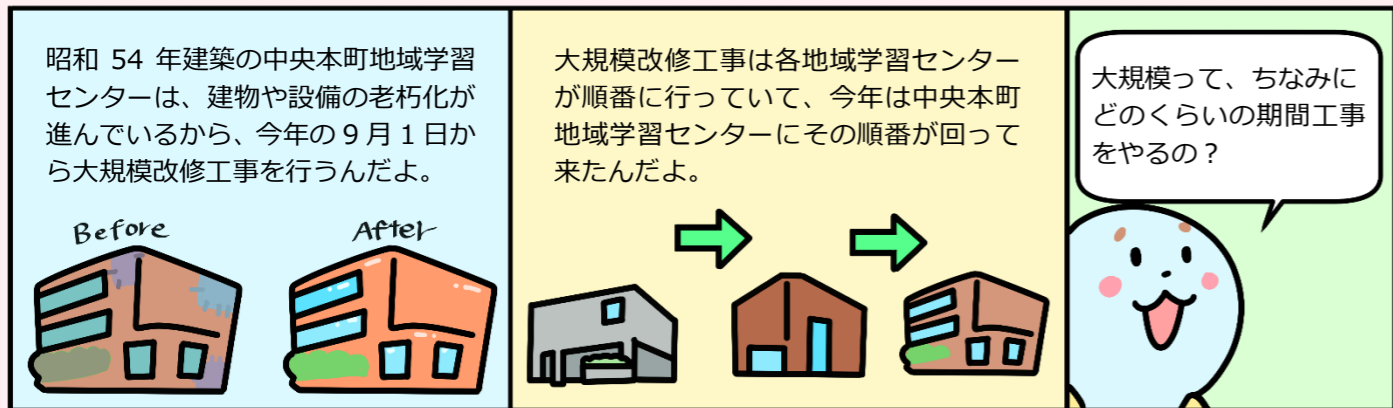 昭和 54 年建築の中央本町地域学習
センターは、建物や設備の老朽化が
進んでいるから、今年の9月1日か
ら大規模改修工事を行うんだよ。
Before
After
大規模改修工事は各地域学習センター
が順番に行っていて、今年は中央本町
地域学習センターにその順番が回って
来たんだよ。
大規模って、ちなみに
どのくらいの期間工事
をやるの？